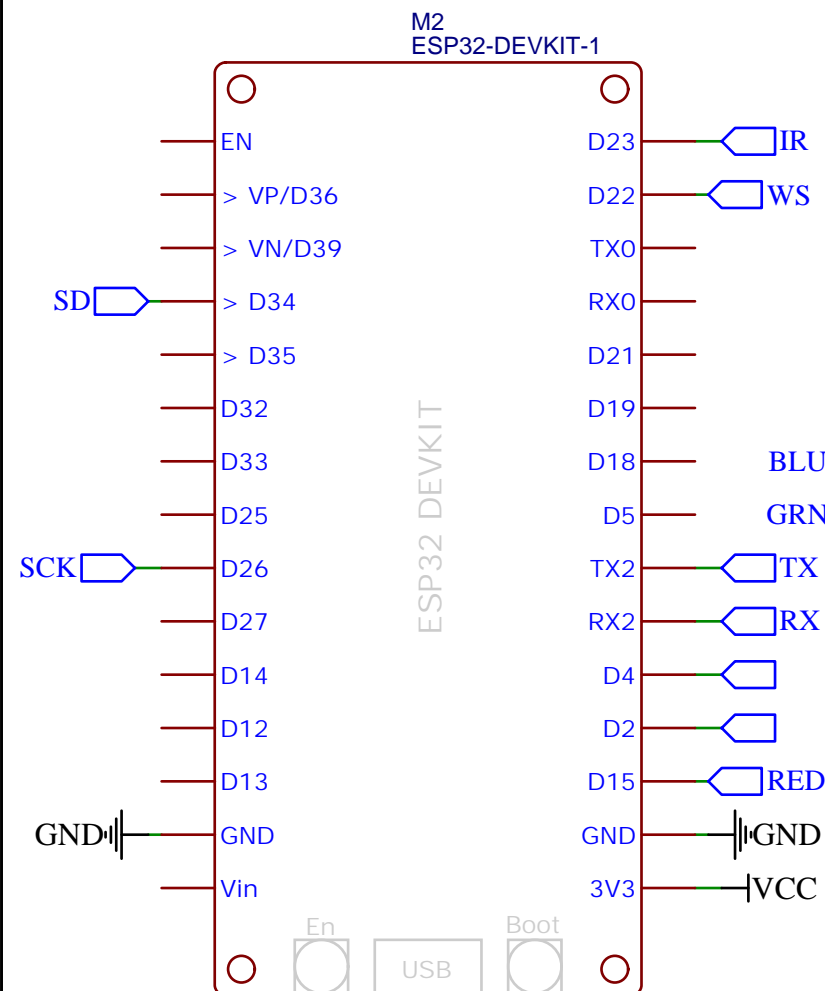 M2
ESP32-DEVKIT-1
EN D23 IR
> VP/D36 D22 WS
> VN/D39 TX0
SD > D34 RX0
> D35 D21
D32 D19
D33 D18 BLU
D25 D5 GRN
SCK D26 TX2 TX
D27 RX2 RX
D14 D4
D12 D2
D13 D15 RED
GND GND GND GND
Vin 3V3 VCC
ESP32 DEVKIT
En Boot
USB